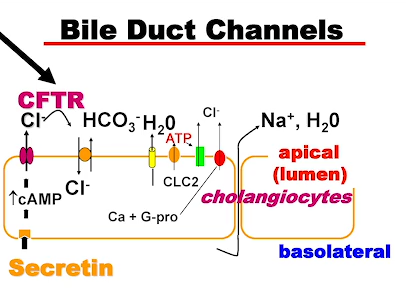 Bile Duct Channels
CFTR
Cl- HCO3- H20 ATP Cl- Na+, H20
apical
(lumen)
Cl- CLC2
↑cAMP cholangiocytes
Ca + G-pro
basolateral
Secretin